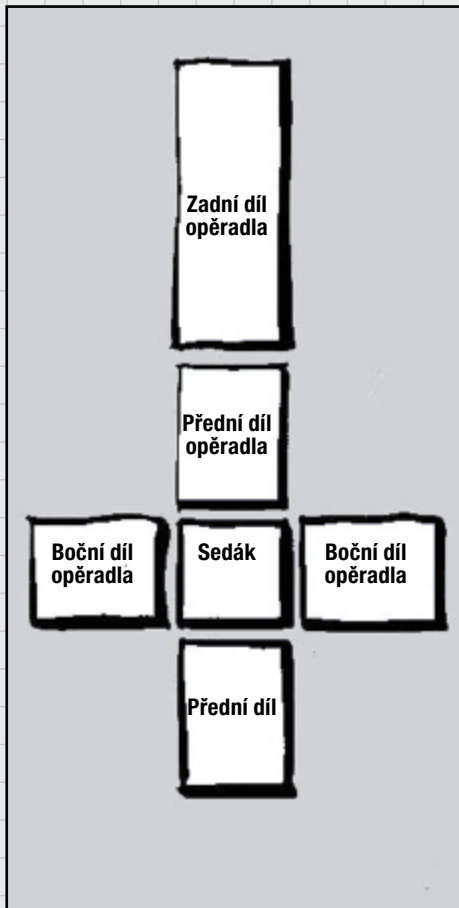 Zadní díl
opěradla
Přední díl
opěradla
Boční díl
opěradla
Sedák
Boční díl
opěradla
Přední díl